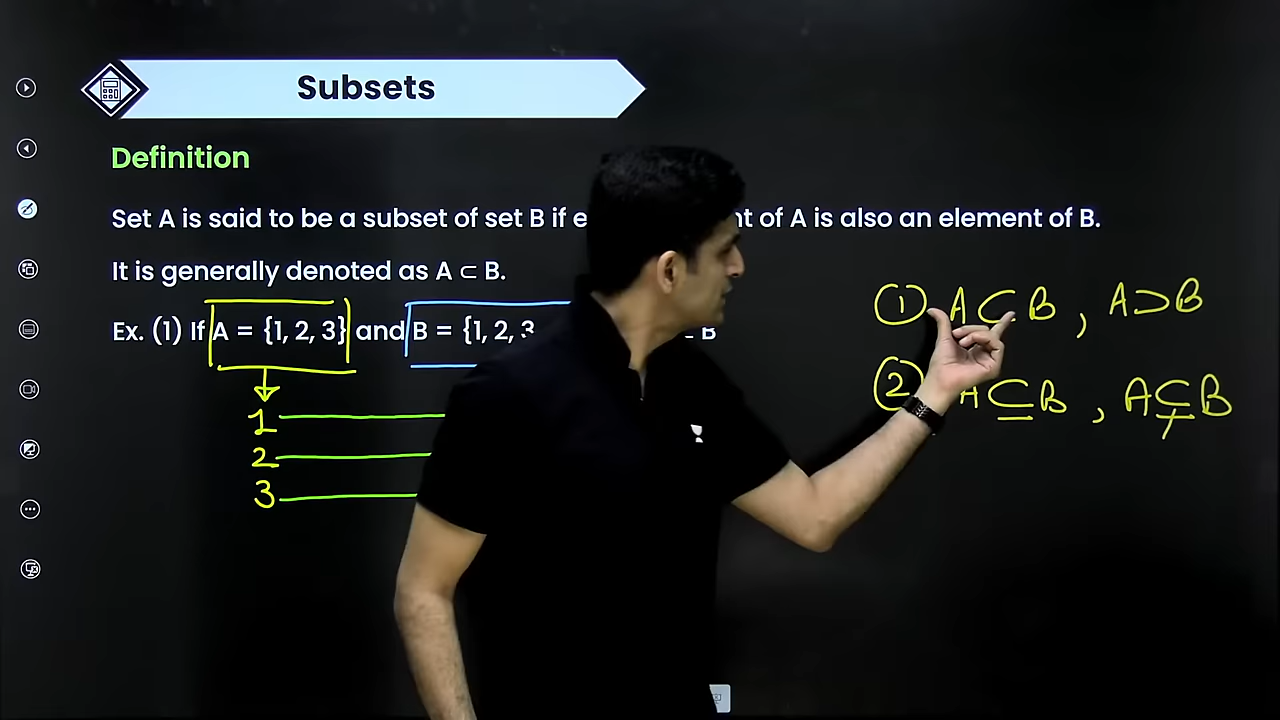 Subsets
Definition
Set A is said to be a subset of set B if of A is also an element of B.
It is generally denoted as A ⊂ B.
Ex. (1) If A = {1, 2, 3} and B = {1, 2, 3 B
① A ⊂ B , A ⊃ B
② A ⊆ B , A ⊊ B
1
2
3